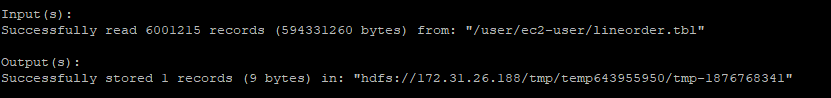 Input(s):
Successfully read 6001215 records (594331260 bytes) from: "/user/ec2-user/lineorder.tbl"
Output(s):
Successfully stored 1 records (9 bytes) in: "hdfs://172.31.26.188/tmp/temp643955950/tmp-1876768341"